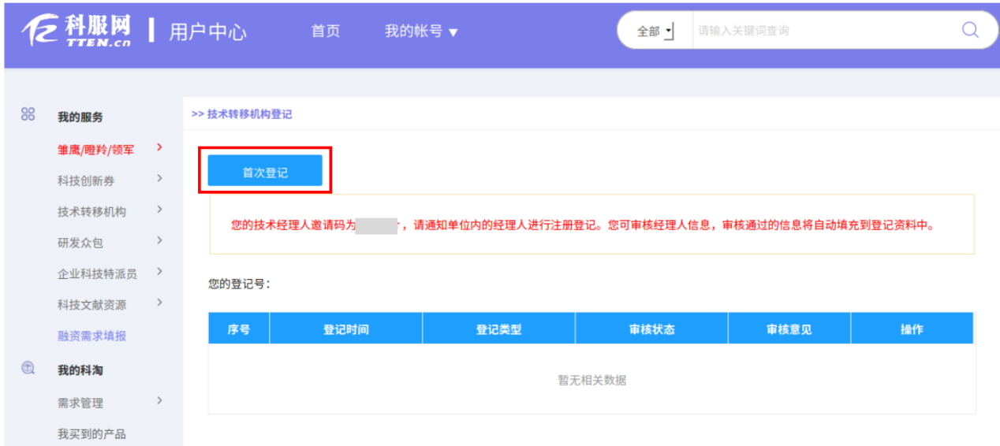 科服网
TTEN.cn
用户中心
首页
我的帐号
全部
请输入关键词查询
我的服务
雏鹰/瞪羚/领军
科技创新券
技术转移机构
研发众包
企业科技特派员
科技文献资源
融资需求填报
我的科淘
需求管理
我买到的产品
>> 技术转移机构登记
首次登记
您的技术经理人邀请码为 ，请通知单位内的经理人进行注册登记。您可审核经理人信息，审核通过的信息将自动填充到登记资料中。
您的登记号：
序号 登记时间 登记类型 审核状态 审核意见 操作
暂无相关数据